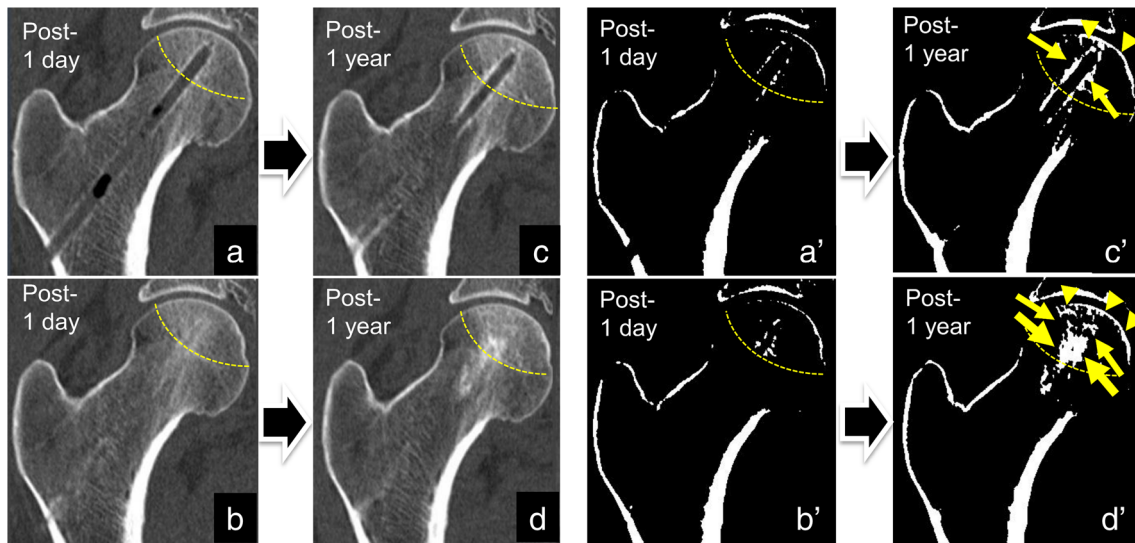 Post-
1 day
a
Post-
1 year
c
Post-
1 day
a’
Post-
1 year
c’
Post-
1 day
b
Post-
1 year
d
Post-
1 day
b’
Post-
1 year
d’